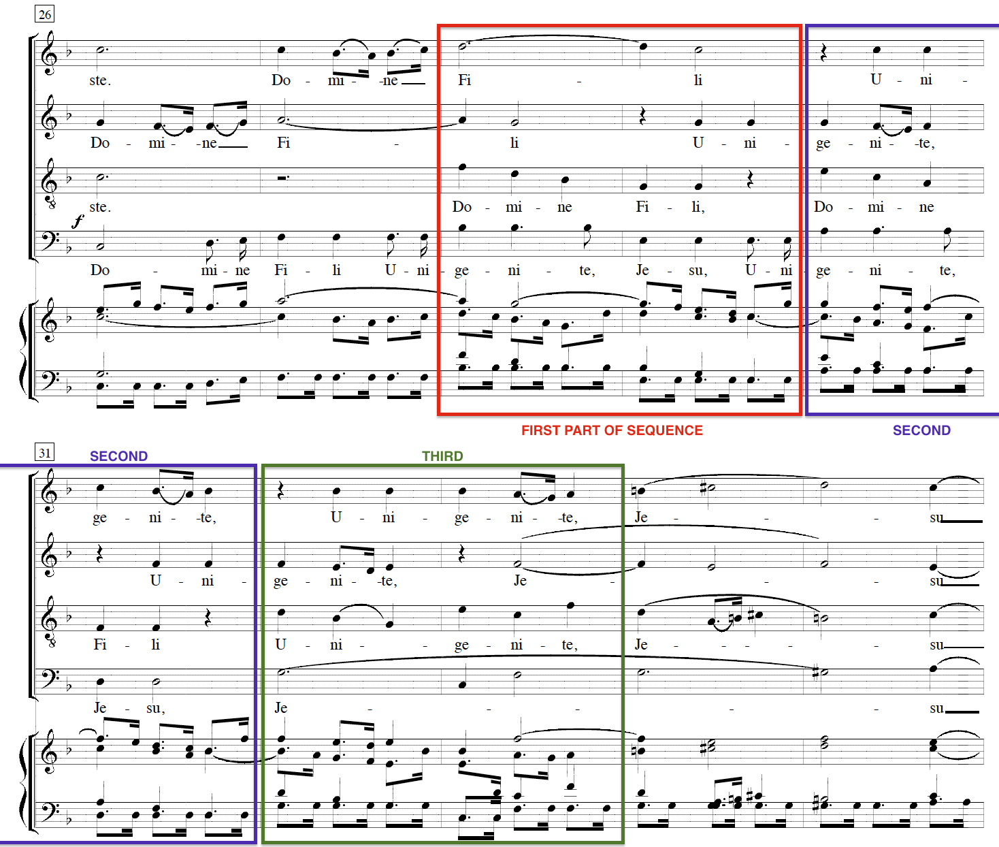 26
ste. Do - mi - -ne Fi - li U - ni -
Do - mi - -ne Fi - li U - ni - ge - ni - -te,
ste. Do - mi - ne Fi - li, Do - mi - ne
f
Do - mi - ne Fi - li U - ni - ge - ni - te, Je - su, U - ni - ge - ni - te,
FIRST PART OF SEQUENCE SECOND
31 SECOND THIRD
ge - ni - -te, U - ni - ge - ni - -te, Je - - su
U - ni - ge - ni - -te, Je - - - su
Fi - li U - ni - ge - ni - te, Je - - - su
Je - su, Je - - - - - su